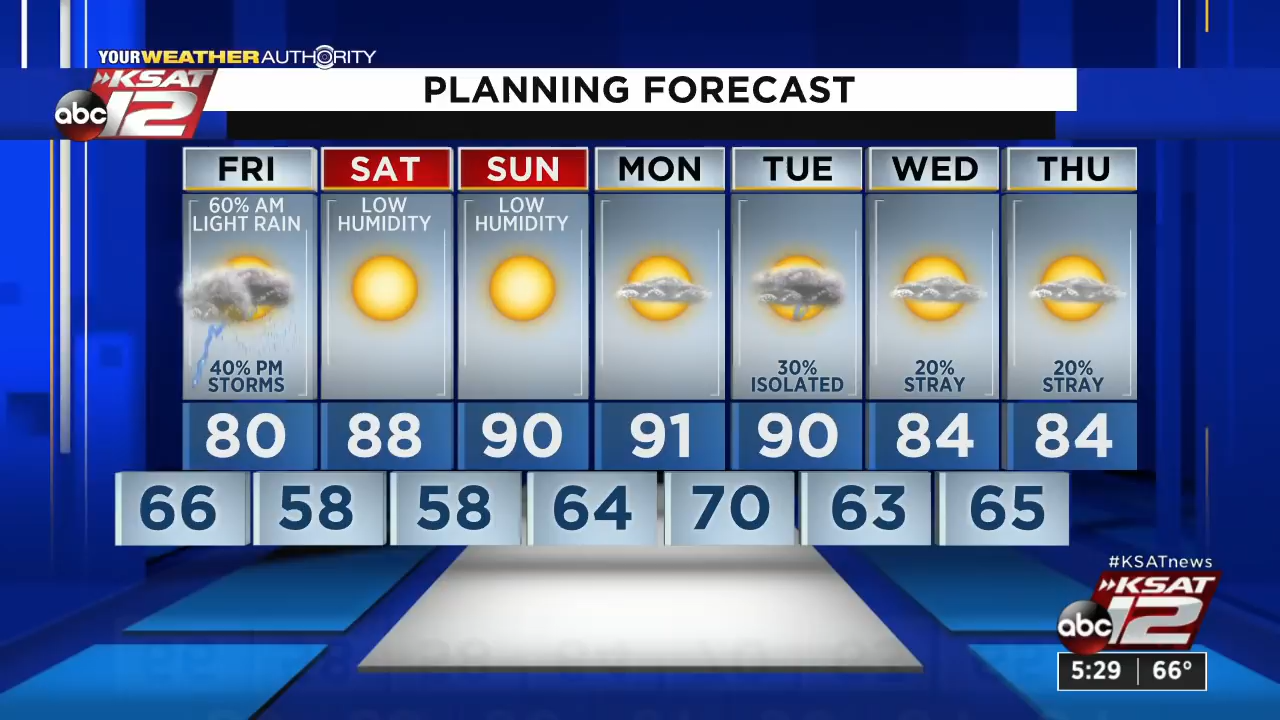 YOURWEATHERAUTHORITY
KSAT
abc 12
PLANNING FORECAST
FRI SAT SUN MON TUE WED THU
60% AM
LIGHT RAIN
LOW
HUMIDITY
LOW
HUMIDITY
40% PM
STORMS
30%
ISOLATED
20%
STRAY
20%
STRAY
80 88 90 91 90 84 84
66 58 58 64 70 63 65
#KSATnews
KSAT
abc 12
5:29 66°